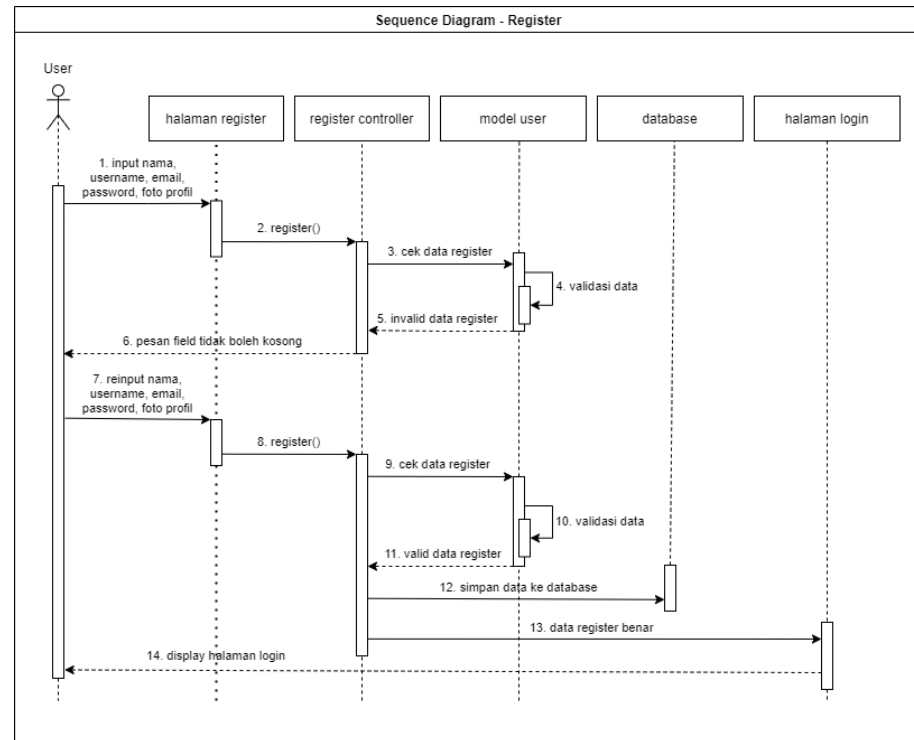 Sequence Diagram - Register
User
halaman register
register controller
model user
database
halaman login
1. input nama,
username, email,
password, foto profil
2. register()
3. cek data register
4. validasi data
5. invalid data register
6. pesan field tidak boleh kosong
7. reinput nama,
username, email,
password, foto profil
8. register()
9. cek data register
10. validasi data
11. valid data register
12. simpan data ke database
13. data register benar
14. display halaman login